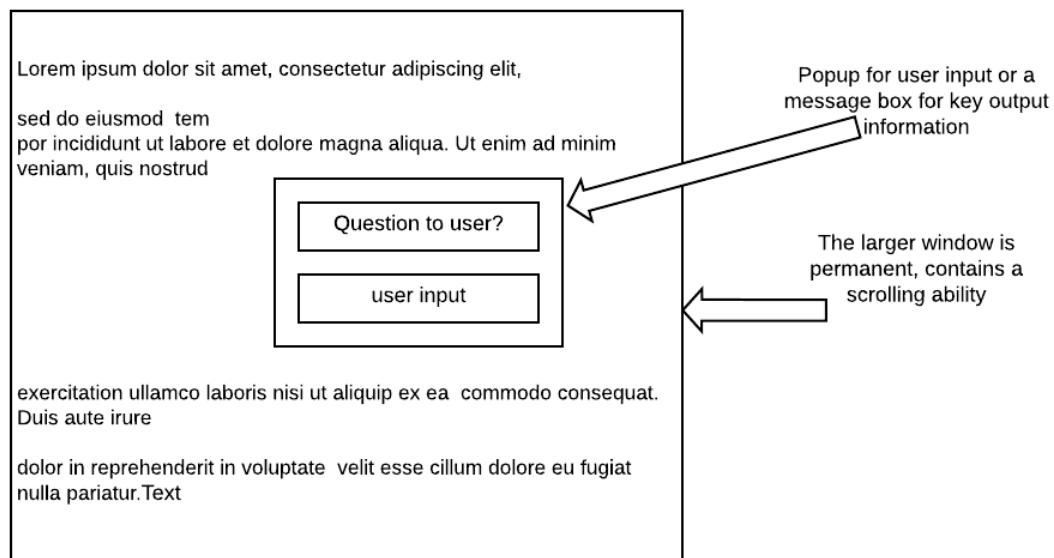 Lorem ipsum dolor sit amet, consectetur adipiscing elit,
sed do eiusmod  tem
por incididunt ut labore et dolore magna aliqua. Ut enim ad minim
veniam, quis nostrud
Question to user?
user input
exercitation ullamco laboris nisi ut aliquip ex ea  commodo consequat.
Duis aute irure
dolor in reprehenderit in voluptate  velit esse cillum dolore eu fugiat
nulla pariatur.Text
Popup for user input or a
message box for key output
information
The larger window is
permanent, contains a
scrolling ability